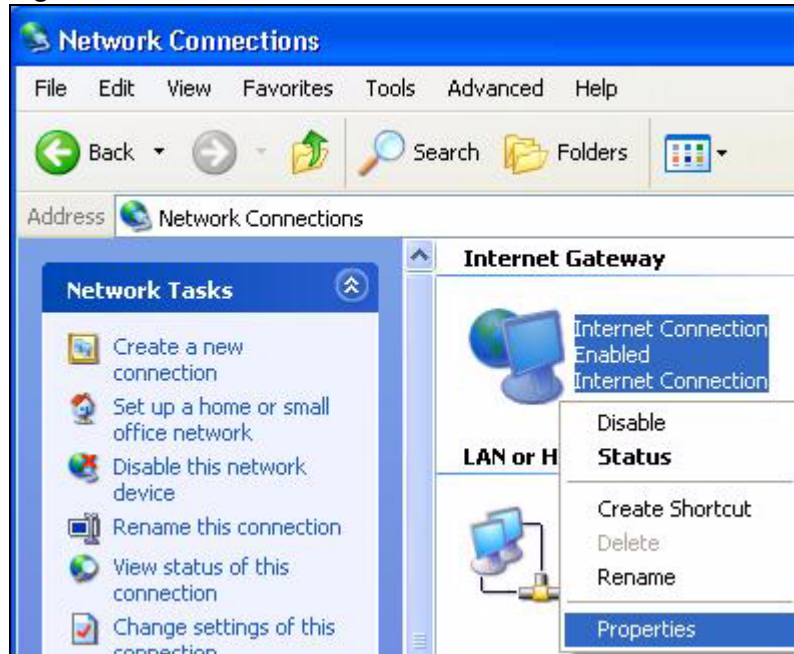 Network Connections
File Edit View Favorites Tools Advanced Help
Back Search Folders
Address Network Connections
Network Tasks
Create a new
connection
Set up a home or small
office network
Disable this network
device
Rename this connection
View status of this
connection
Change settings of this
connection
Internet Gateway
Internet Connection
Enabled
Internet Connection
LAN or H
Disable
Status
Create Shortcut
Delete
Rename
Properties